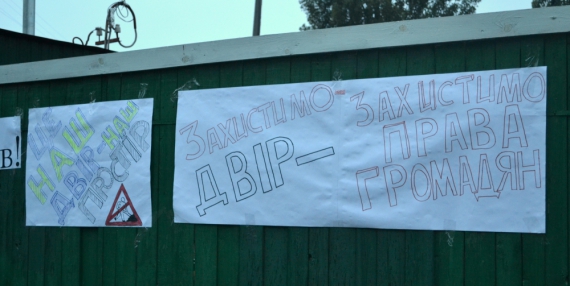 В!
ЦЕ
НАШ
ДВІР НАШ
ПРОСТІР
ЗАХИСТИМО
ДВІР –
ЗАХИСТИМО
ПРАВА
ГРОМАДЯН